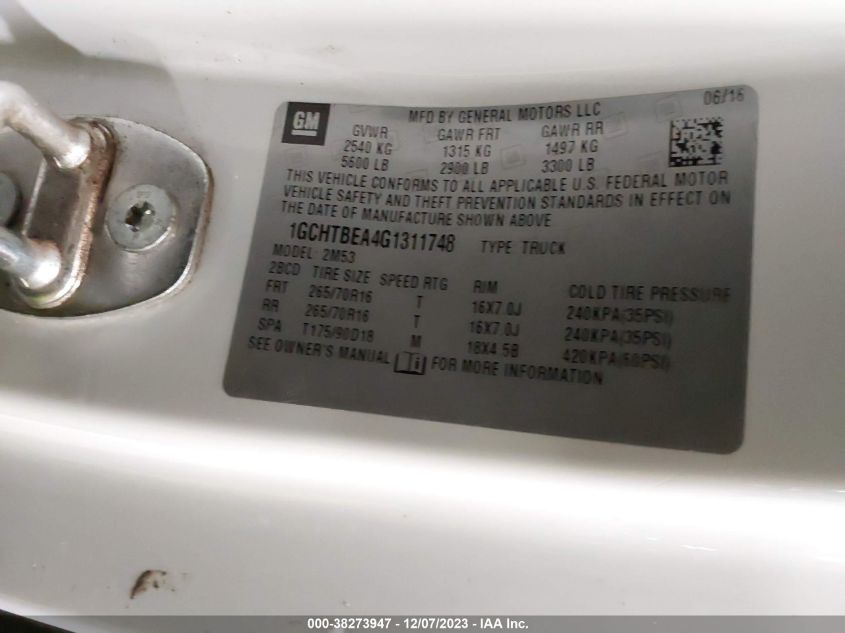 GM
MFD BY GENERAL MOTORS LLC
06/16
GVWR GAWR FRT GAWR RR
2540 KG 1315 KG 1497 KG
5600 LB 2900 LB 3300 LB
THIS VEHICLE CONFORMS TO ALL APPLICABLE U.S. FEDERAL MOTOR
VEHICLE SAFETY AND THEFT PREVENTION STANDARDS IN EFFECT ON
THE DATE OF MANUFACTURE SHOWN ABOVE
1GCHTBEA4G1311748 TYPE: TRUCK
MODEL: 2M53
2BCD TIRE SIZE SPEED RTG RIM COLD TIRE PRESSURE
FRT 265/70R16 T 16X7.0J 240KPA(35PSI)
RR 265/70R16 T 16X7.0J 240KPA(35PSI)
SPA T175/90D18 M 18X4.5B 420KPA(60PSI)
SEE OWNER'S MANUAL FOR MORE INFORMATION
000-38273947 - 12/07/2023 - IAA Inc.